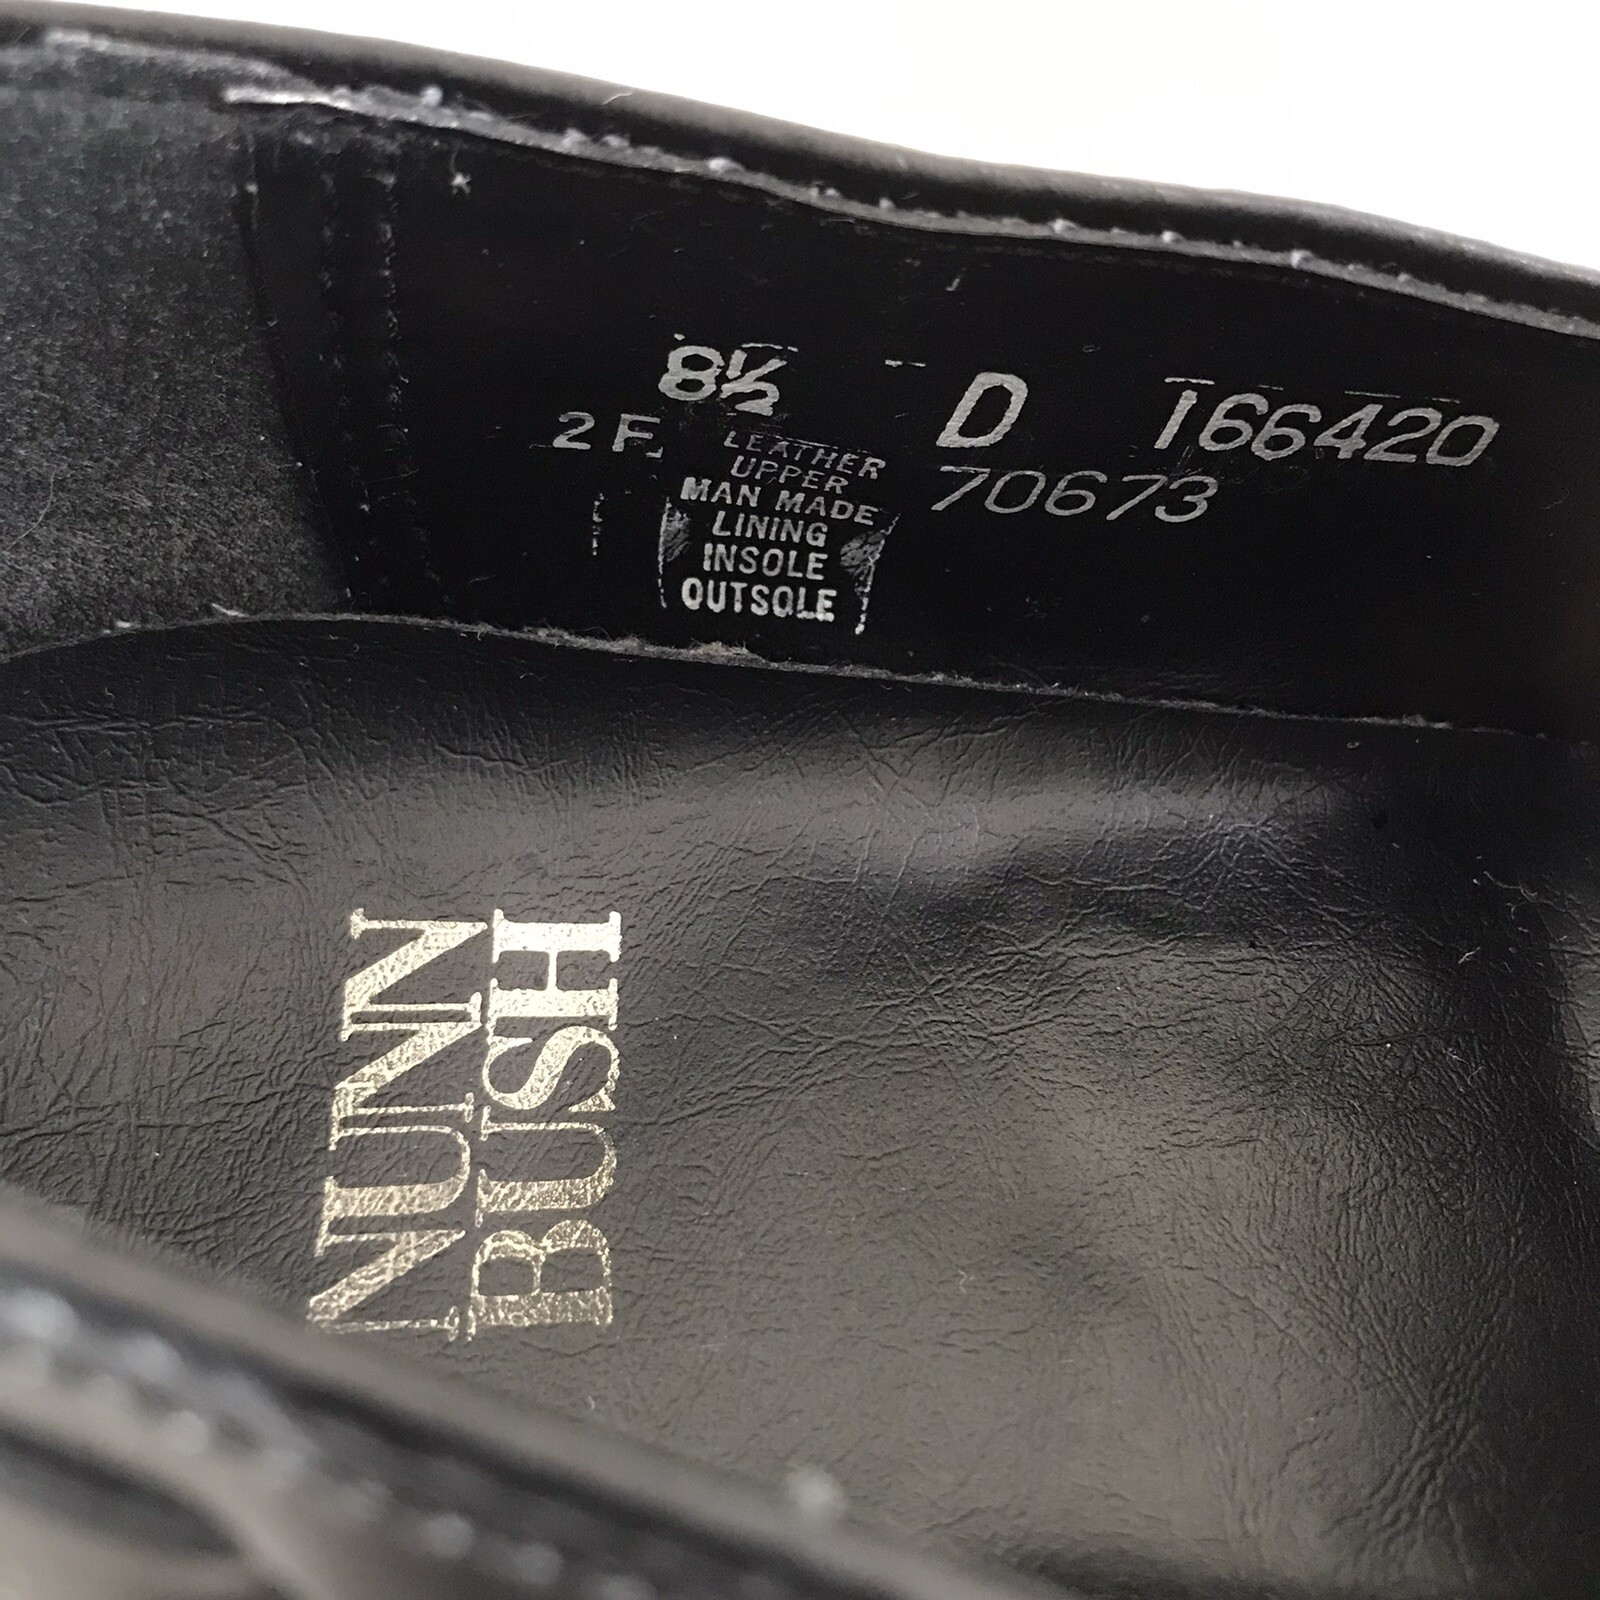 8½ D 166420
2F 70673
LEATHER
UPPER
MAN MADE
LINING
INSOLE
OUTSOLE
NUNN
BUSH